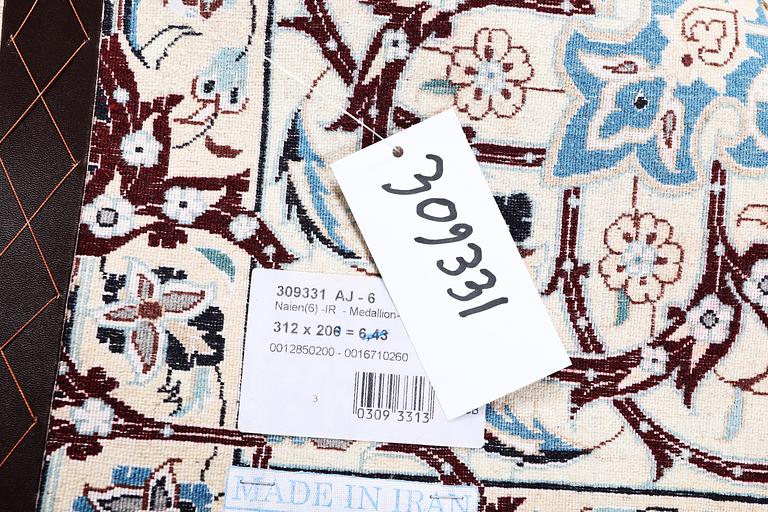 309331
309331 AJ - 6
Naien(6) -IR - Medallion-
312 x 206 = 6,43
0012850200 - 0016710260
3
0309 3313
MADE IN IRAN